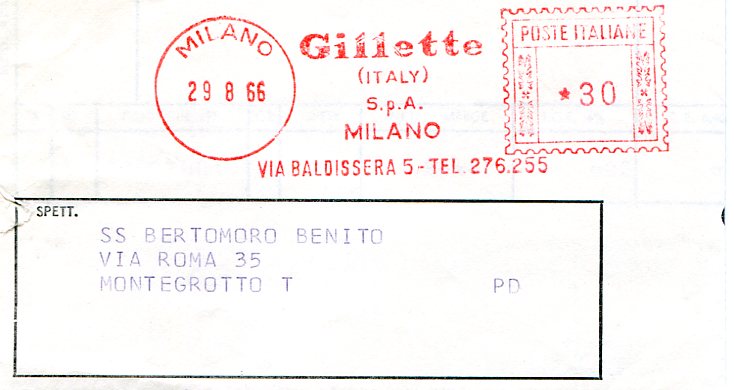 MILANO
29 8 66
Gillette
(ITALY)
S.p.A.
MILANO
VIA BALDISSERA 5 - TEL. 276.255
POSTE ITALIANE
*30
SPETT.
SS BERTOMORO BENITO
VIA ROMA 35
MONTEGROTTO T PD